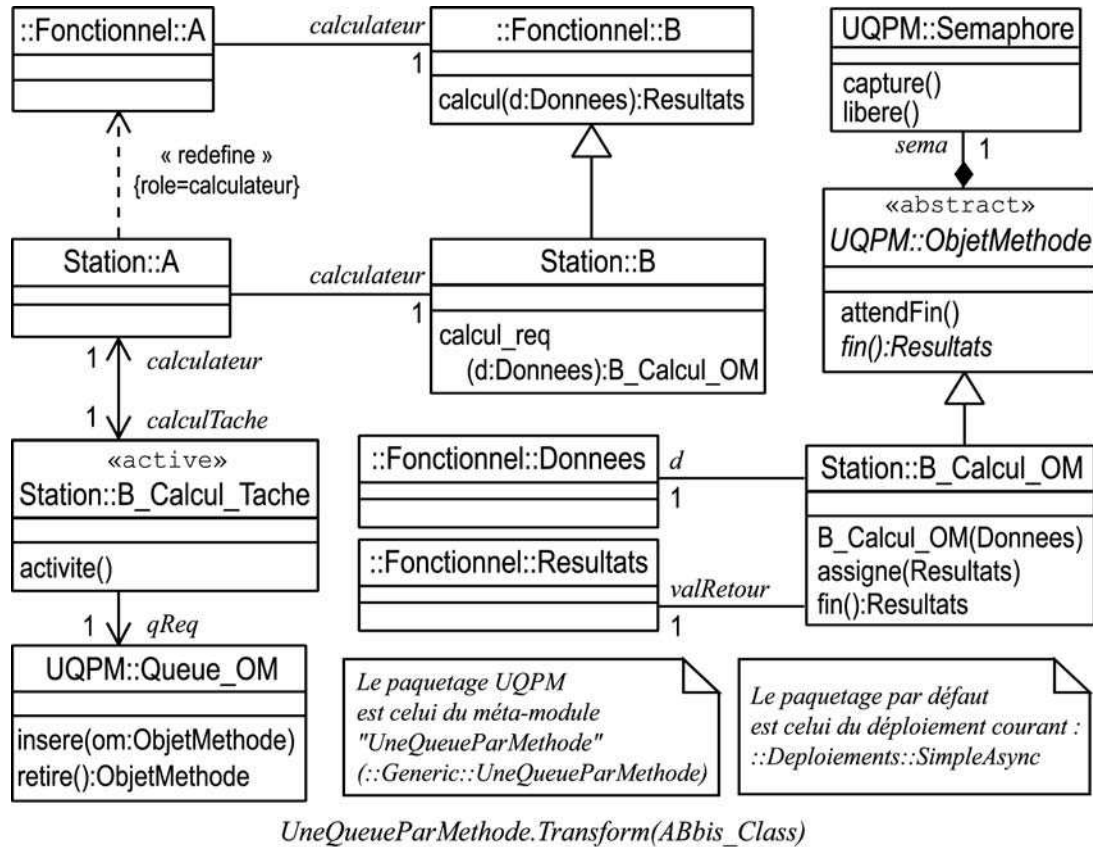 ::Fonctionnel::A
calculateur
1
::Fonctionnel::B
calcul(d:Donnees):Resultats
UQPM::Semaphore
capture()
libere()
sema
1
« redefine »
{role=calculateur}
«abstract»
UQPM::ObjetMethode
attendFin()
fin():Resultats
Station::A
calculateur
1
Station::B
calcul_req
(d:Donnees):B_Calcul_OM
1
calculateur
1
calculTache
«active»
Station::B_Calcul_Tache
activite()
::Fonctionnel::Donnees
d
1
::Fonctionnel::Resultats
valRetour
1
Station::B_Calcul_OM
B_Calcul_OM(Donnees)
assigne(Resultats)
fin():Resultats
1
qReq
UQPM::Queue_OM
insere(om:ObjetMethode)
retire():ObjetMethode
Le paquetage UQPM
est celui du méta-module
"UneQueueParMethode"
(::Generic::UneQueueParMethode)
Le paquetage par défaut
est celui du déploiement courant :
::Deploiements::SimpleAsync
UneQueueParMethode.Transform(ABbis_Class)